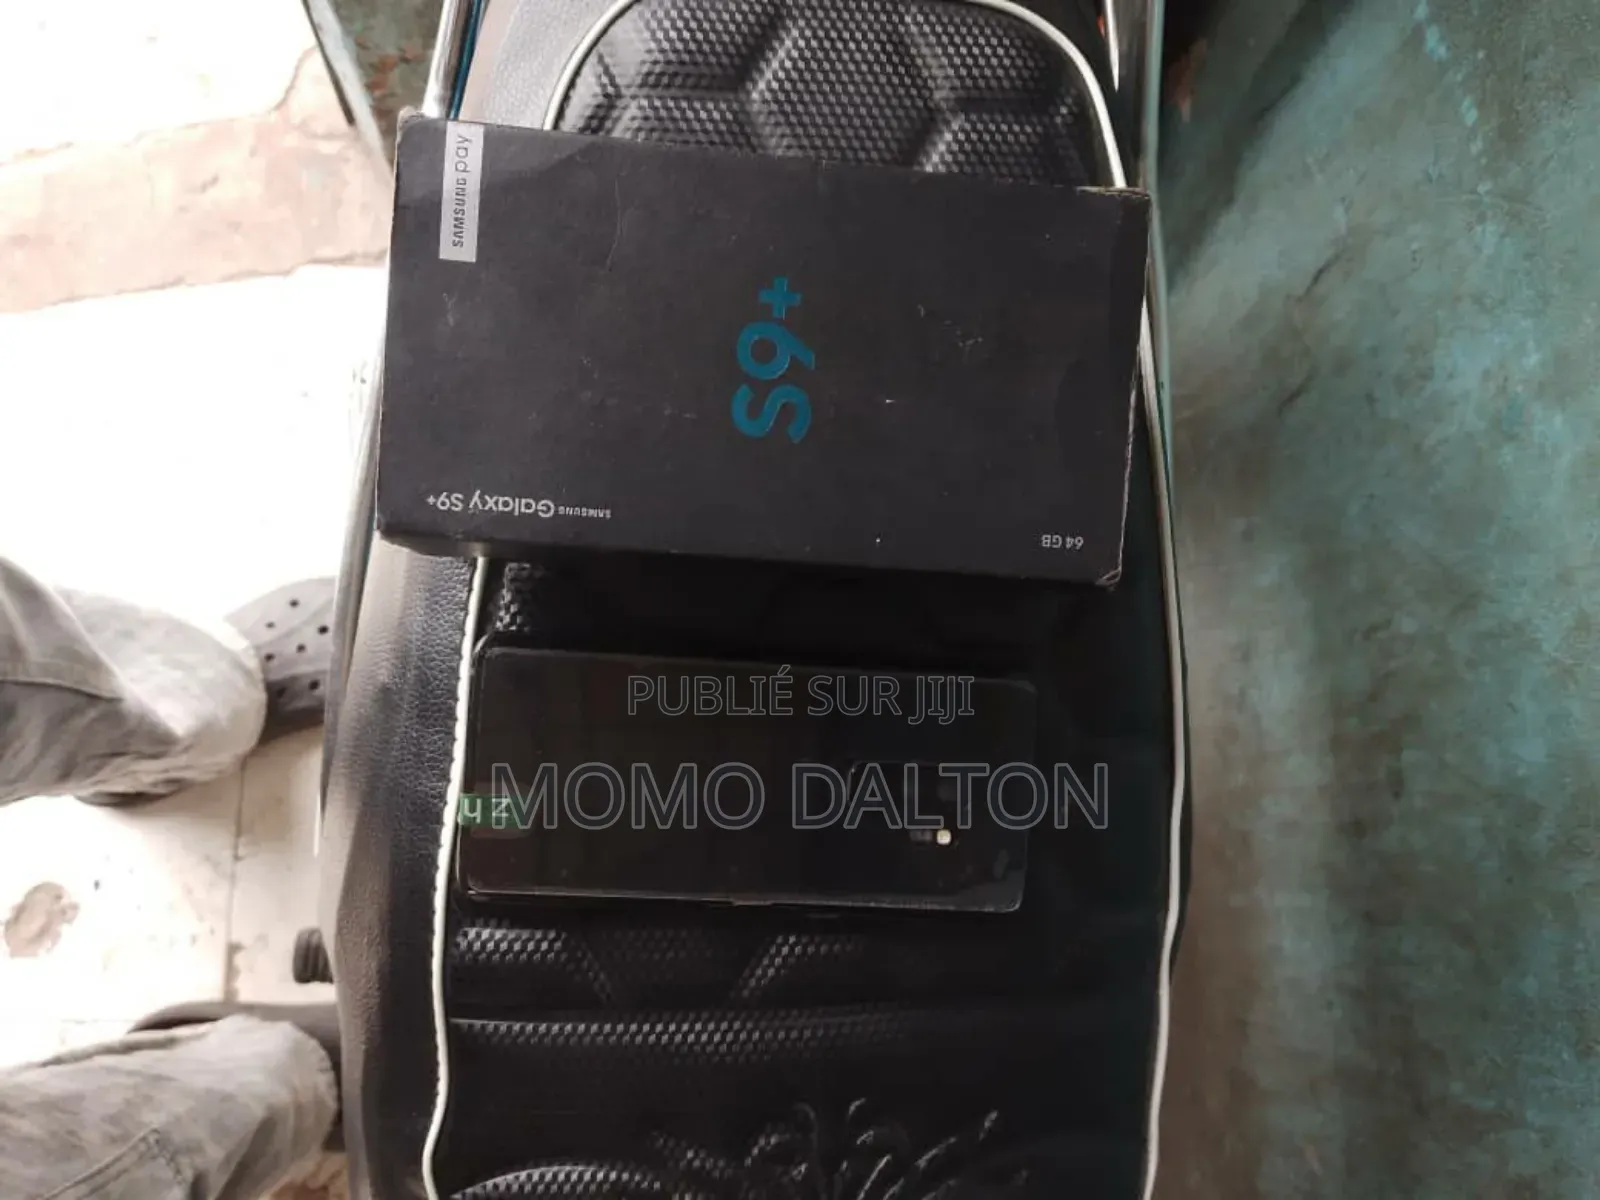 SAMSUNG pay
S9+
SAMSUNG Galaxy S9+
64 GB
PUBLIÉ SUR JIJI
MOMO DALTON